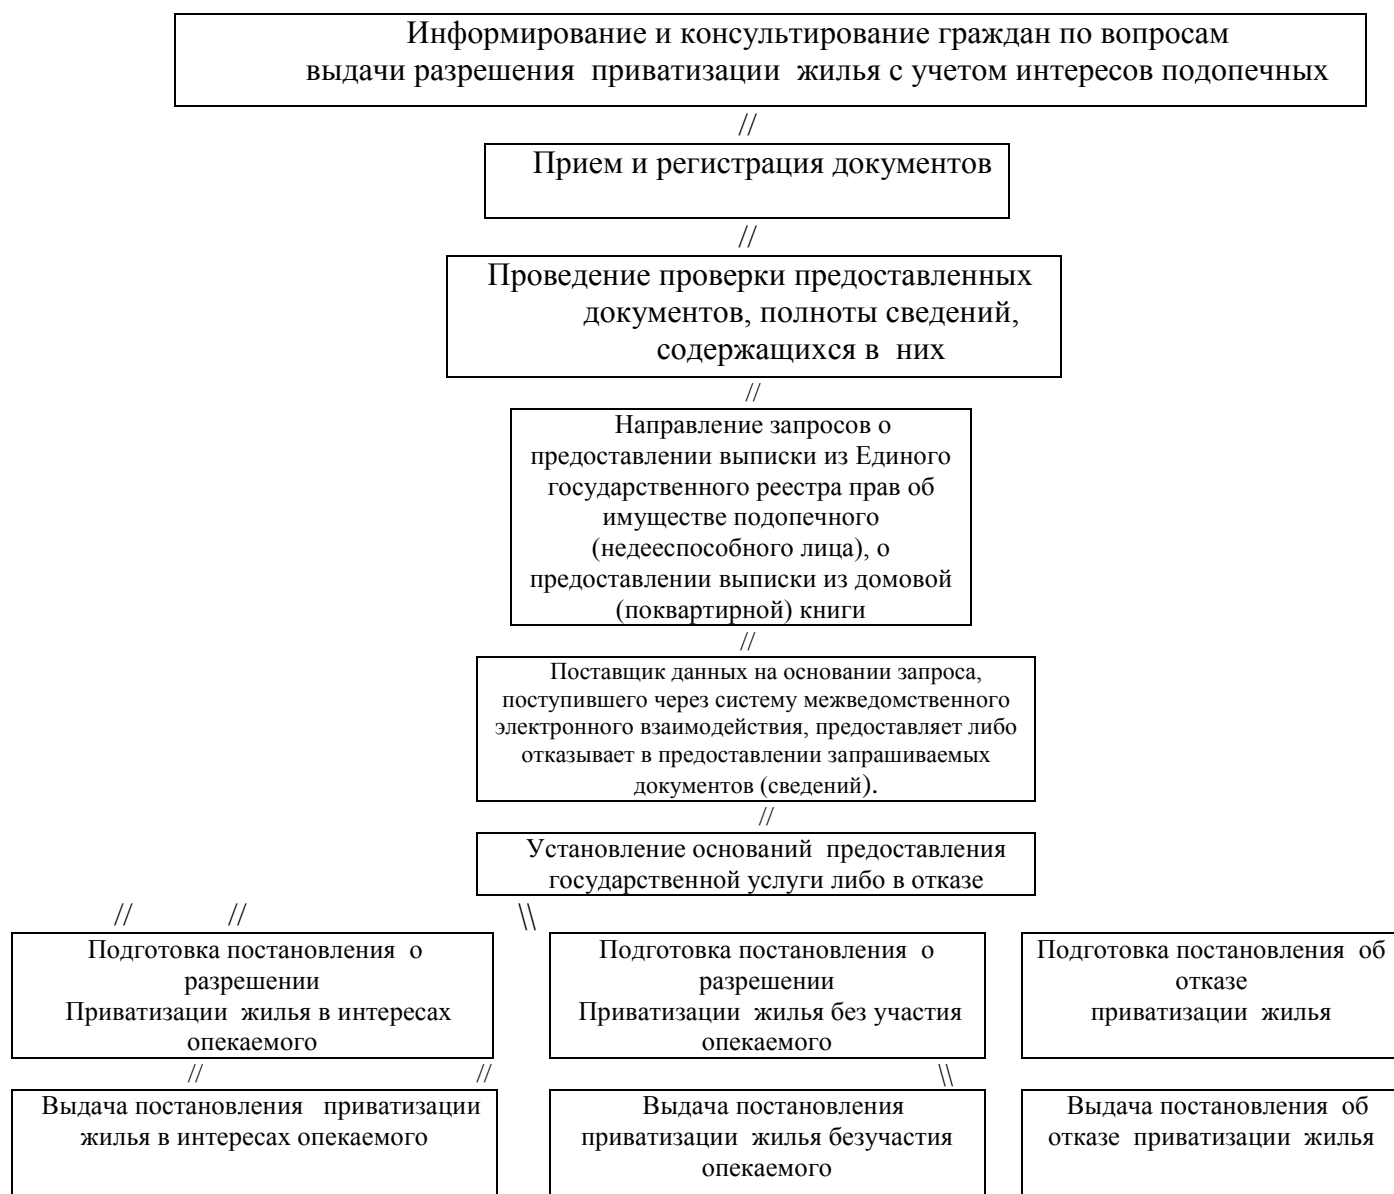 Информирование и консультирование граждан по вопросам
выдачи разрешения приватизации жилья с учетом интересов подопечных
//
Прием и регистрация документов
//
Проведение проверки предоставленных
документов, полноты сведений,
содержащихся в них
//
Направление запросов о
предоставлении выписки из Единого
государственного реестра прав об
имуществе подопечного
(недееспособного лица), о
предоставлении выписки из домовой
(поквартирной) книги
//
Поставщик данных на основании запроса,
поступившего через систему межведомственного
электронного взаимодействия, предоставляет либо
отказывает в предоставлении запрашиваемых
документов (сведений).
//
Установление оснований предоставления
государственной услуги либо в отказе
// // \\
Подготовка постановления о
разрешении
Приватизации жилья в интересах
опекаемого
Подготовка постановления о
разрешении
Приватизации жилья без участия
опекаемого
Подготовка постановления об
отказе
приватизации жилья
// // \\
Выдача постановления приватизации
жилья в интересах опекаемого
Выдача постановления
приватизации жилья безучастия
опекаемого
Выдача постановления об
отказе приватизации жилья